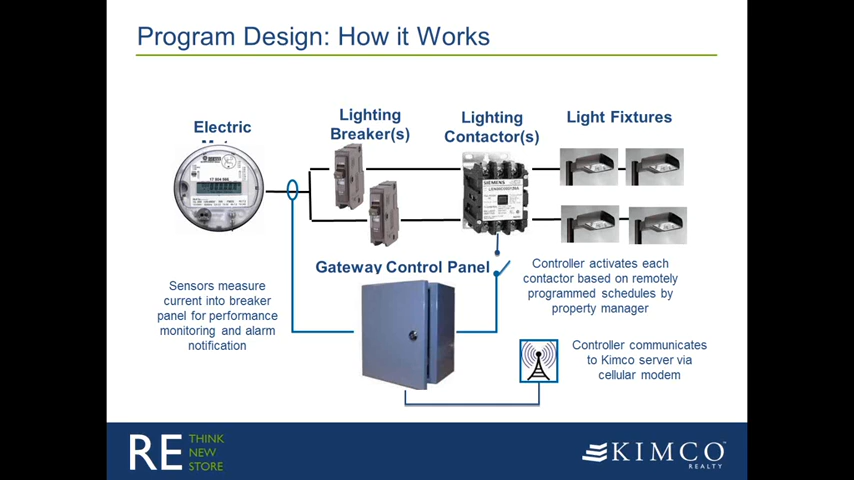 Program Design: How it Works
Electric
Lighting
Breaker(s)
Lighting
Contactor(s)
Light Fixtures
SIEMENS
Gateway Control Panel
Sensors measure
current into breaker
panel for performance
monitoring and alarm
notification
Controller activates each
contactor based on remotely
programmed schedules by
property manager
Controller communicates
to Kimco server via
cellular modem
RE THINK
NEW
STORE
KIMCO
REALTY